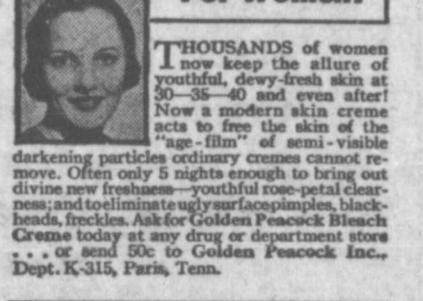 For Women!
THOUSANDS of women
now keep the allure of
youthful, dewy-fresh skin at
30—35—40 and even after!
Now a modern skin creme
acts to free the skin of the
"age-film" of semi-visible
darkening particles ordinary cremes cannot re-
move. Often only 5 nights enough to bring out
divine new freshness—youthful rose-petal clear-
ness; and to eliminate ugly surface pimples, black-
heads, freckles. Ask for Golden Peacock Bleach
Creme today at any drug or department store
. . . or send 50c to Golden Peacock Inc.,
Dept. K-315, Paris, Tenn.